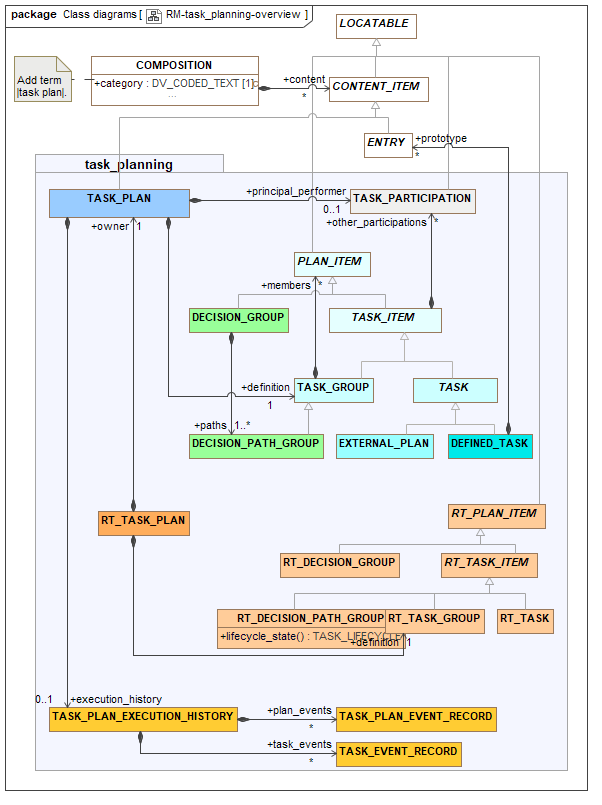 package Class diagrams [ RM-task_planning-overview ]
LOCATABLE
Add term
|task plan|.
COMPOSITION
+category : DV_CODED_TEXT [1]
...
+content
*
CONTENT_ITEM
ENTRY
+prototype
*
task_planning
TASK_PLAN
+principal_performer
0..1
TASK_PARTICIPATION
+owner 1
+other_participations *
PLAN_ITEM
+members *
DECISION_GROUP
TASK_ITEM
+definition
1
TASK_GROUP
TASK
+paths 1..*
DECISION_PATH_GROUP
EXTERNAL_PLAN
DEFINED_TASK
RT_TASK_PLAN
RT_PLAN_ITEM
RT_DECISION_GROUP
RT_TASK_ITEM
RT_DECISION_PATH_GROUP
RT_TASK_GROUP
RT_TASK
+lifecycle_state() : TASK_LIFECYCLE
+definition 1
0..1 +execution_history
TASK_PLAN_EXECUTION_HISTORY
+plan_events
*
TASK_PLAN_EVENT_RECORD
+task_events
*
TASK_EVENT_RECORD